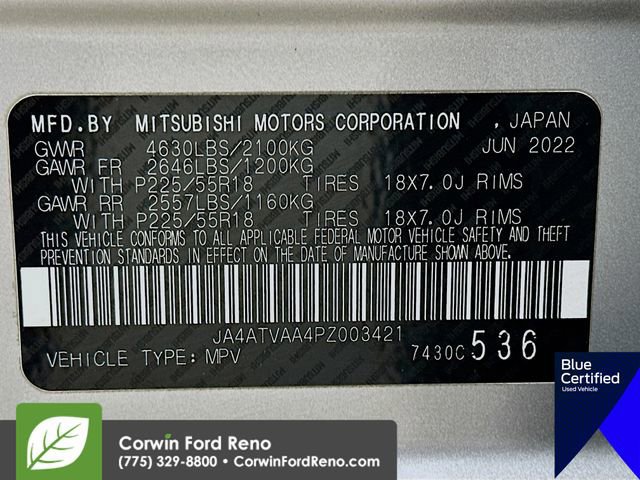 MFD.BY MITSUBISHI MOTORS CORPORATION , JAPAN
GVWR 4630LBS/2100KG JUN 2022
GAWR FR 2646LBS/1200KG
WITH P225/55R18 TIRES 18X7.0J RIMS
GAWR RR 2557LBS/1160KG
WITH P225/55R18 TIRES 18X7.0J RIMS
THIS VEHICLE CONFORMS TO ALL APPLICABLE FEDERAL MOTOR VEHICLE SAFETY AND THEFT
PREVENTION STANDARDS IN EFFECT ON THE DATE OF MANUFACTURE SHOWN ABOVE.
JA4ATVAA4PZ003421
VEHICLE TYPE: MPV 7430C 536
Blue
Certified
Used Vehicle
Corwin Ford Reno
(775) 329-8800 • CorwinFordReno.com